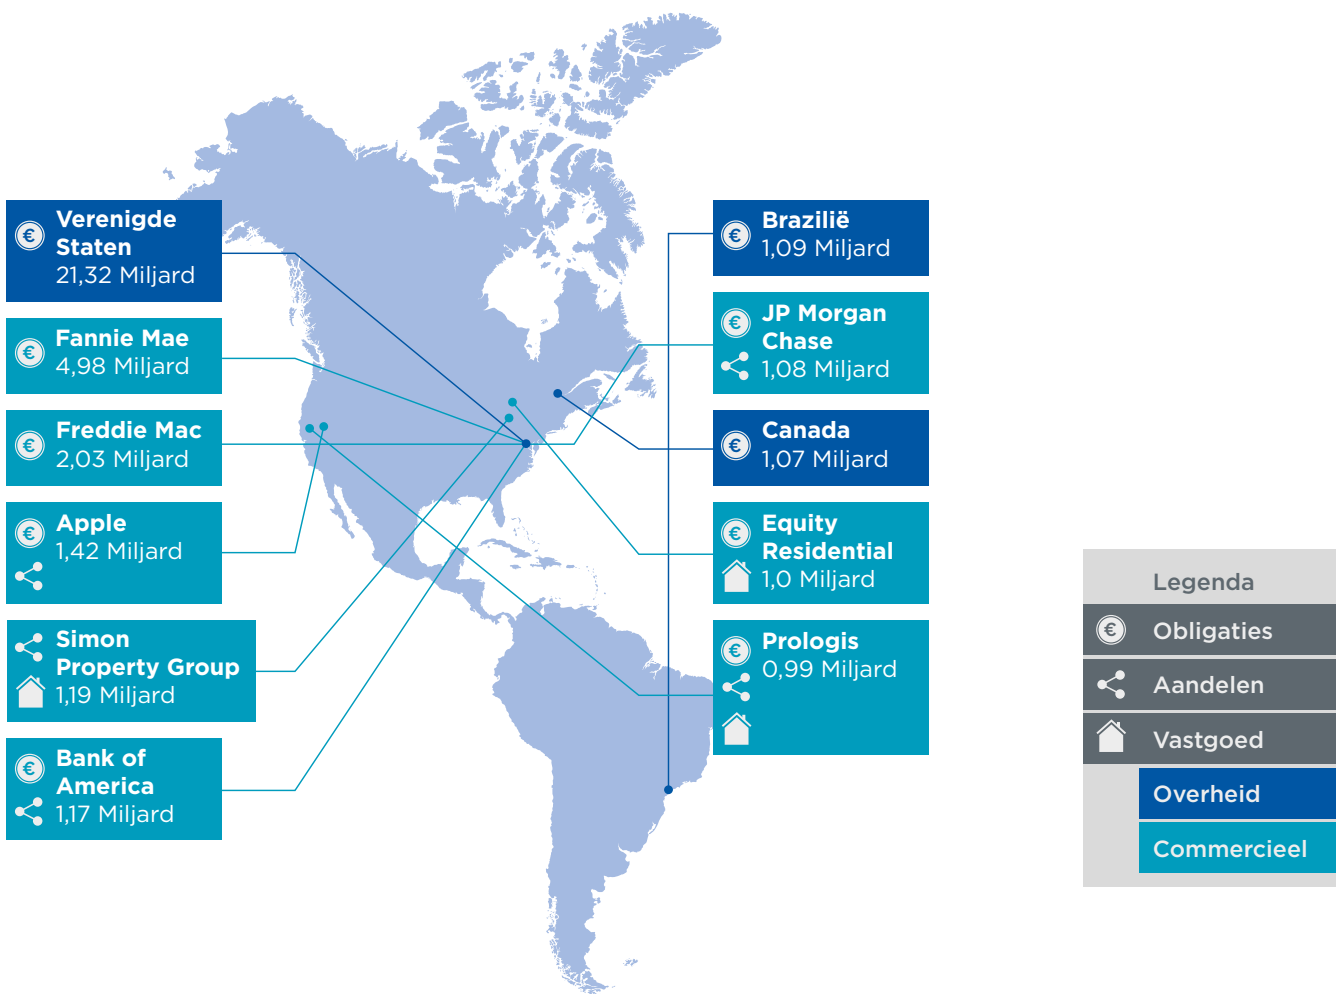 Verenigde
Staten
21,32 Miljard
Fannie Mae
4,98 Miljard
Freddie Mac
2,03 Miljard
Apple
1,42 Miljard
Simon
Property Group
1,19 Miljard
Bank of
America
1,17 Miljard
Brazilië
1,09 Miljard
JP Morgan
Chase
1,08 Miljard
Canada
1,07 Miljard
Equity
Residential
1,0 Miljard
Prologis
0,99 Miljard
Legenda
€ Obligaties
Aandelen
Vastgoed
Overheid
Commercieel